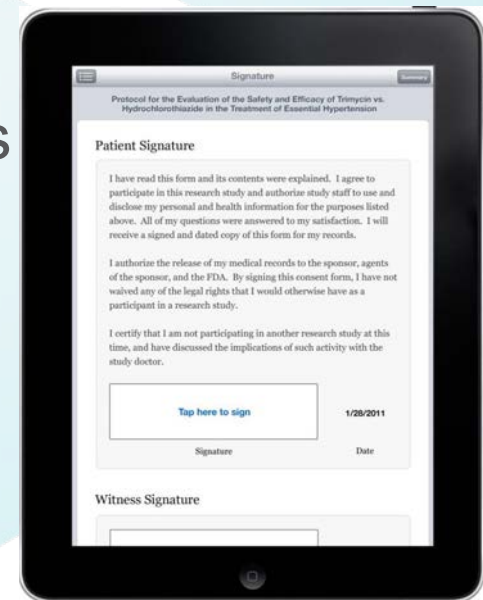 s
Signature
Summary
Protocol for the Evaluation of the Safety and Efficacy of Trimycin vs.
Hydrochlorothiazide in the Treatment of Essential Hypertension
Patient Signature
I have read this form and its contents were explained. I agree to
participate in this research study and authorize study staff to use and
disclose my personal and health information for the purposes listed
above. All of my questions were answered to my satisfaction. I will
receive a signed and dated copy of this form for my records.
I authorize the release of my medical records to the sponsor, agents
of the sponsor, and the FDA. By signing this consent form, I have not
waived any of the legal rights that I would otherwise have as a
participant in a research study.
I certify that I am not participating in another research study at this
time, and have discussed the implications of such activity with the
study doctor.
Tap here to sign
1/28/2011
Signature
Date
Witness Signature